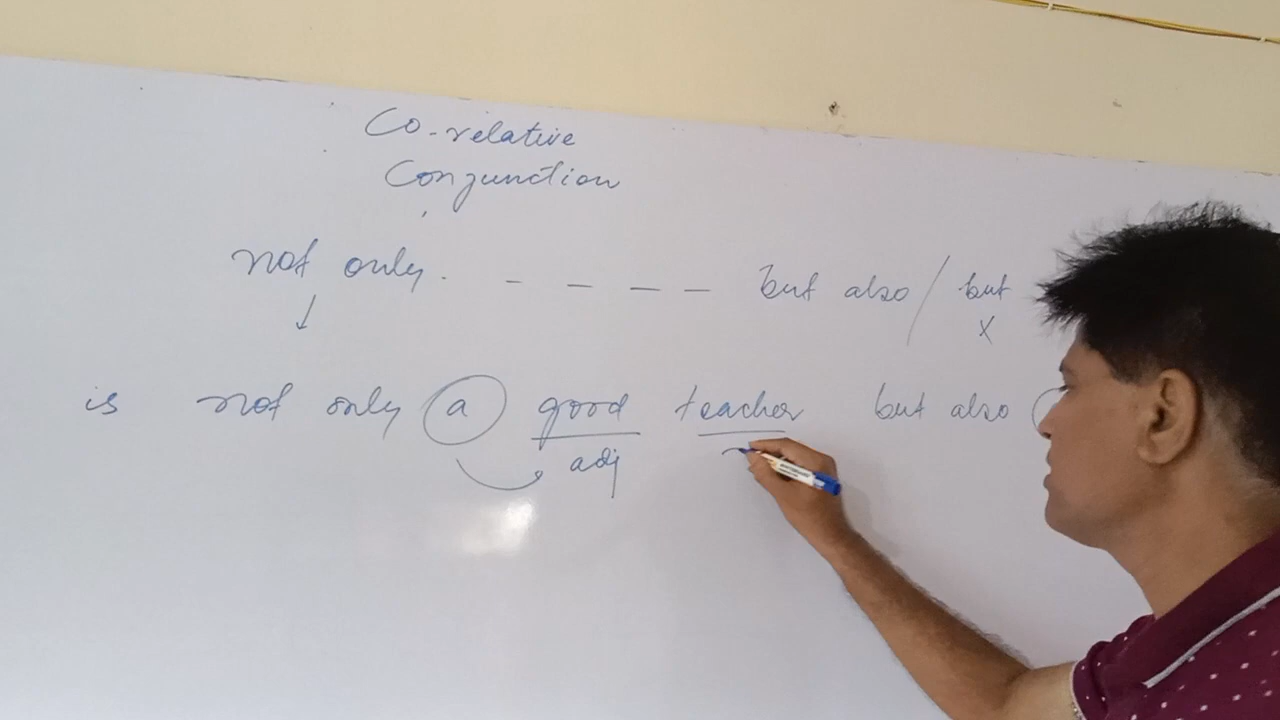 Co-relative
Conjunction
not only. - - - - but also / but
x
is not only a good teacher but also
adj